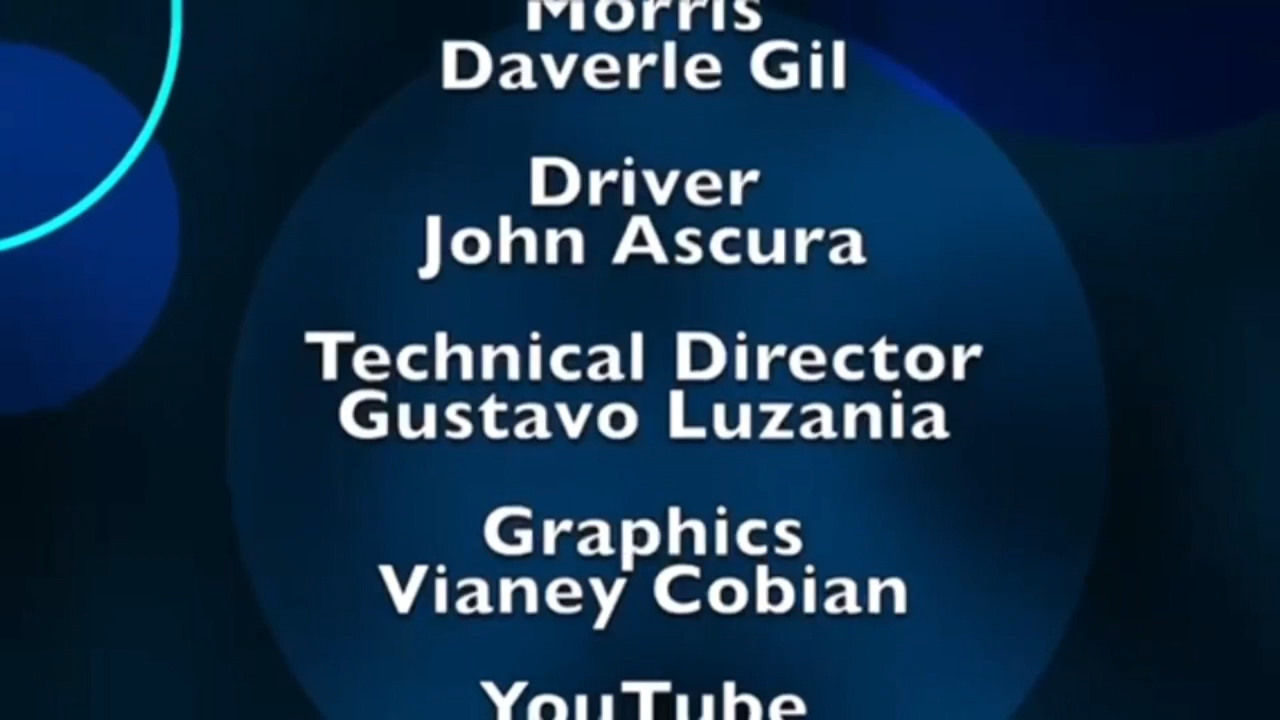 Morris
Daverle Gil
Driver
John Ascura
Technical Director
Gustavo Luzania
Graphics
Vianey Cobian
YouTube